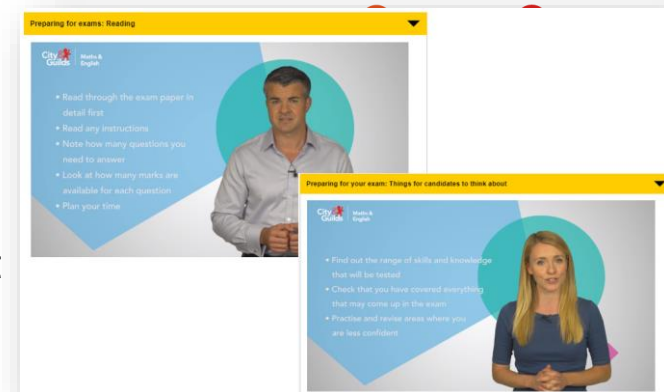 Preparing for exams: Reading
City
Guilds
Maths &
English
• Read through the exam paper in
detail first
• Read any instructions
• Note how many questions you
need to answer
• Look at how many marks are
available for each question
• Plan your time
Preparing for your exam: Things for candidates to think about
City
Guilds
Maths &
English
• Find out the range of skills and knowledge
that will be tested
• Check that you have covered everything
that may come up in the exam
• Practise and revise areas where you
are less confident